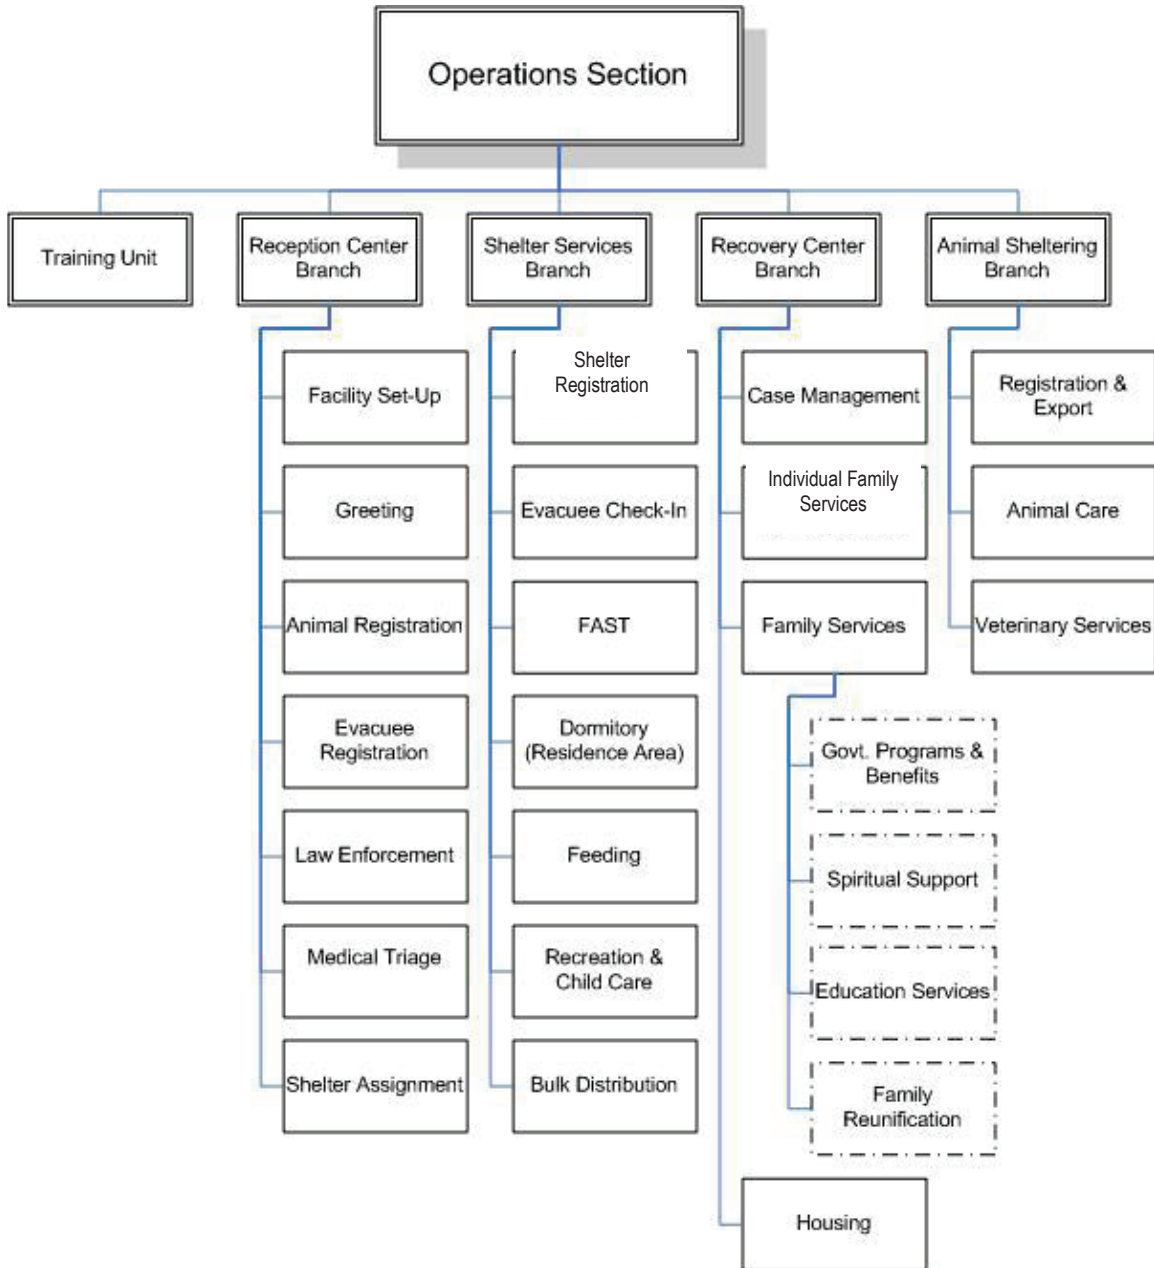 Operations Section
Training Unit
Reception Center
Branch
Shelter Services
Branch
Recovery Center
Branch
Animal Sheltering
Branch
Facility Set-Up
Greeting
Animal Registration
Evacuee
Registration
Law Enforcement
Medical Triage
Shelter Assignment
Shelter
Registration
Evacuee Check-In
FAST
Dormitory
(Residence Area)
Feeding
Recreation &
Child Care
Bulk Distribution
Case Management
Individual Family
Services
Family Services
Govt. Programs &
Benefits
Spiritual Support
Education Services
Family
Reunification
Housing
Registration &
Export
Animal Care
Veterinary Services